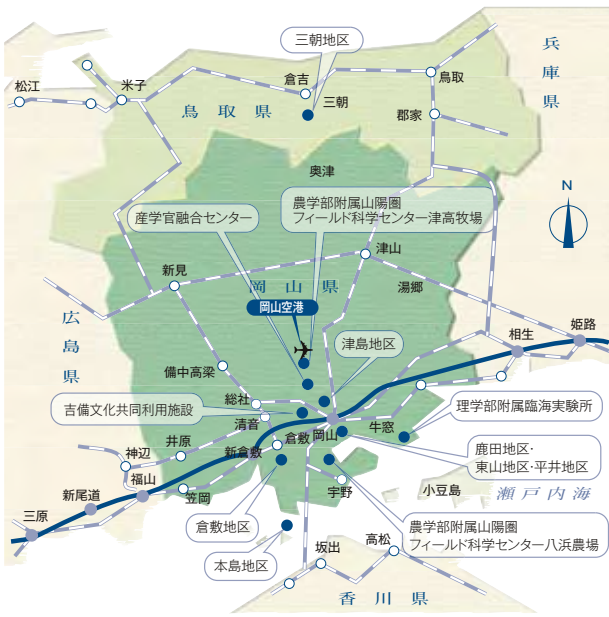 三朝地区
兵庫県
松江
米子
倉吉
鳥取
三朝
鳥取県
郡家
奥津
農学部附属山陽圏
フィールド科学センター津高牧場
産学官融合センター
N
津山
新見
岡山県
湯郷
岡山空港
広島県
姫路
相生
津島地区
備中高梁
総社
吉備文化共同利用施設
清音
理学部附属臨海実験所
牛窓
岡山
倉敷
新倉敷
井原
神辺
鹿田地区・
東山地区・平井地区
福山
笠岡
新尾道
宇野
小豆島
瀬戸内海
三原
倉敷地区
農学部附属山陽圏
フィールド科学センター八浜農場
本島地区
坂出
高松
香川県